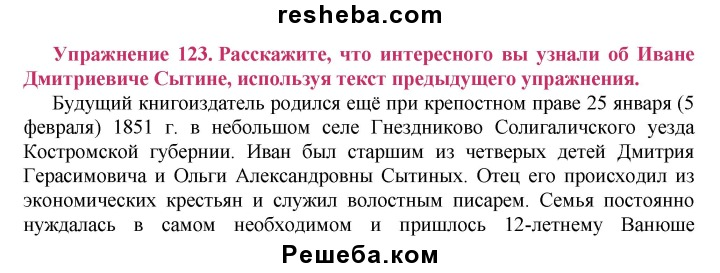 resheba.com
Упражнение 123. Расскажите, что интересного вы узнали об Иване
Дмитриевиче Сытине, используя текст предыдущего упражнения.
Будущий книгоиздатель родился ещё при крепостном праве 25 января (5
февраля) 1851 г. в небольшом селе Гнездниково Солигаличского уезда
Костромской губернии. Иван был старшим из четверых детей Дмитрия
Герасимовича и Ольги Александровны Сытиных. Отец его происходил из
экономических крестьян и служил волостным писарем. Семья постоянно
нуждалась в самом необходимом и пришлось 12-летнему Ванюше
Решеба.ком